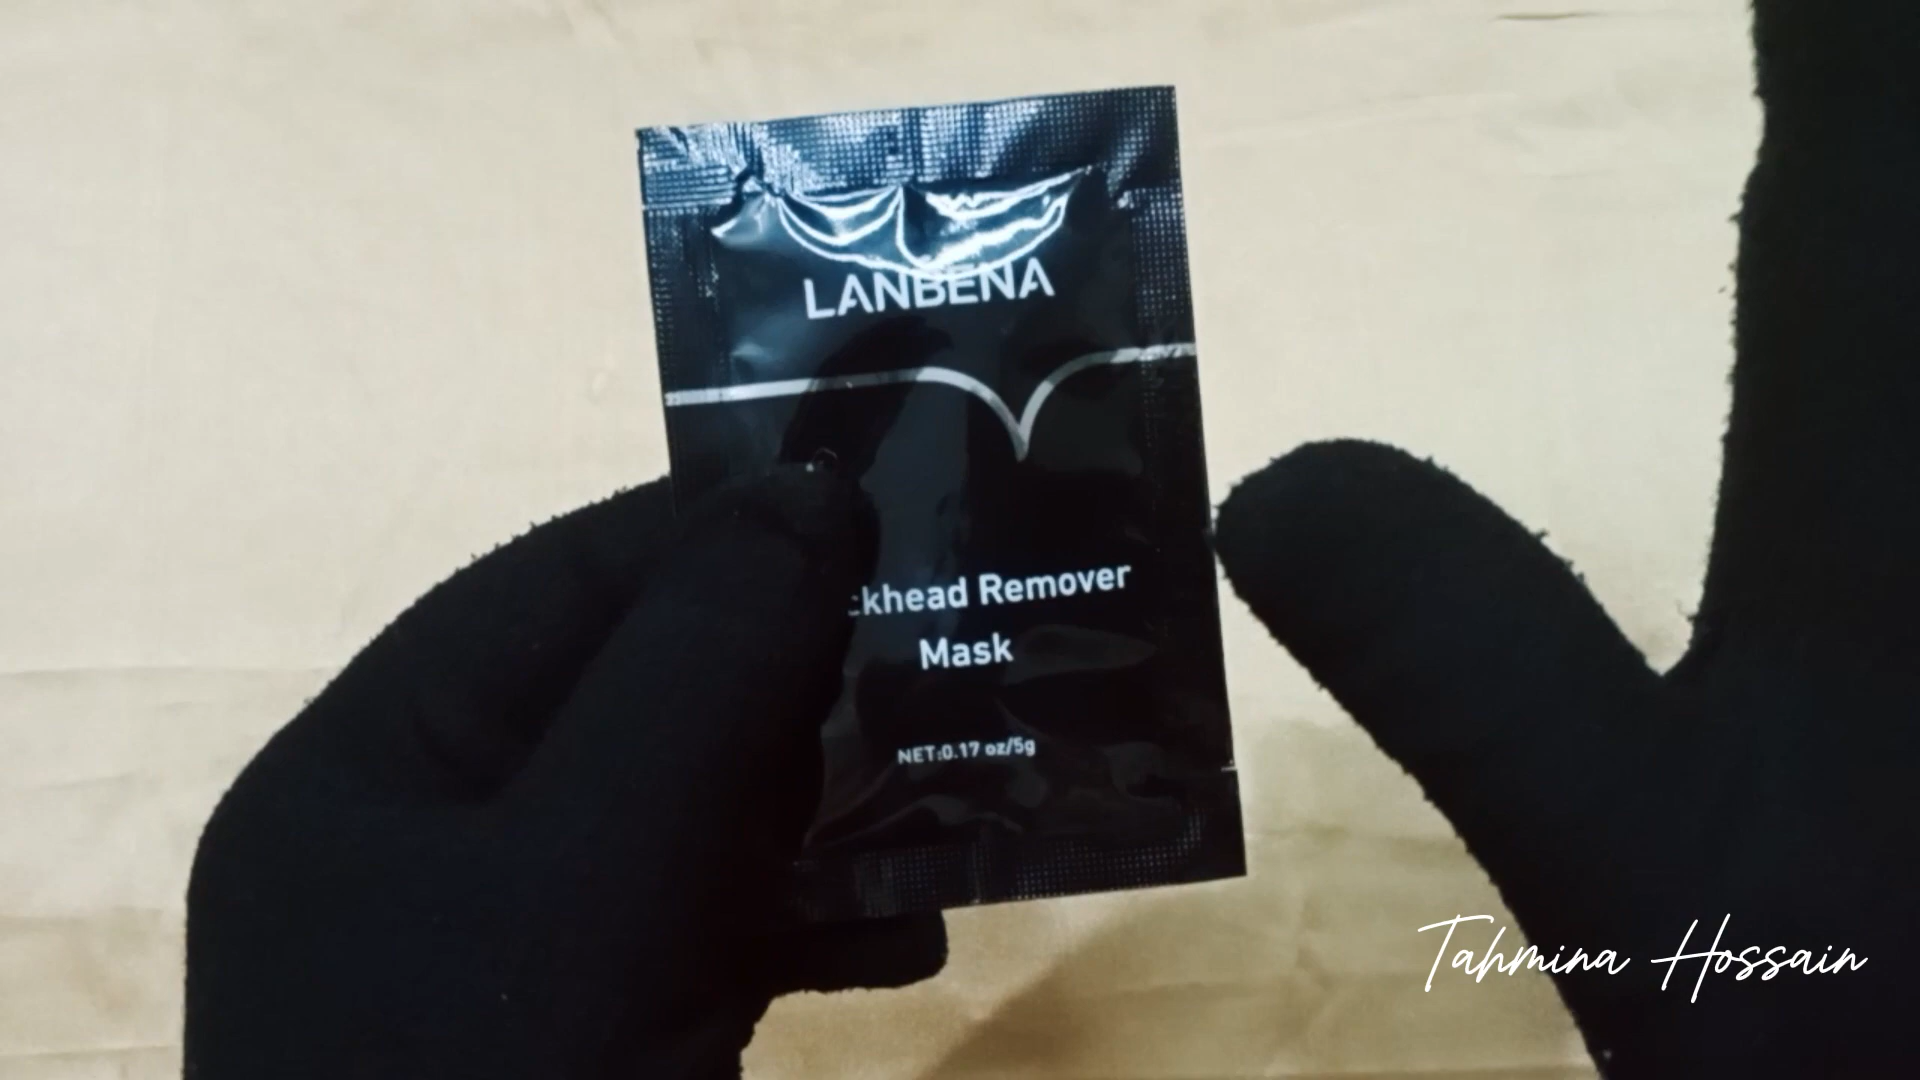 LANBENA
ckhead Remover
Mask
NET:0.17 oz/5g
Tahmina Hossain